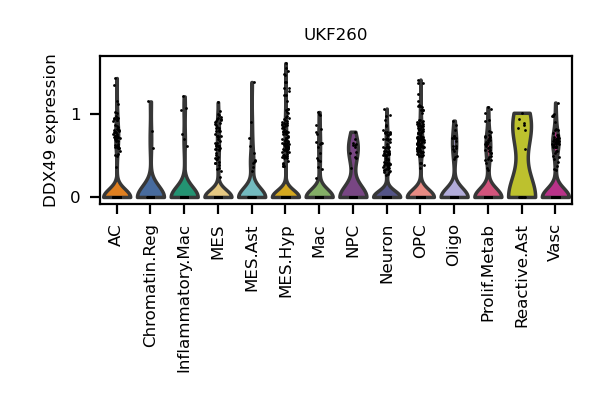 UKF260
DDX49 expression
1
0
AC
Chromatin.Reg
Inflammatory.Mac
MES
MES.Ast
MES.Hyp
Mac
NPC
Neuron
OPC
Oligo
Prolif.Metab
Reactive.Ast
Vasc